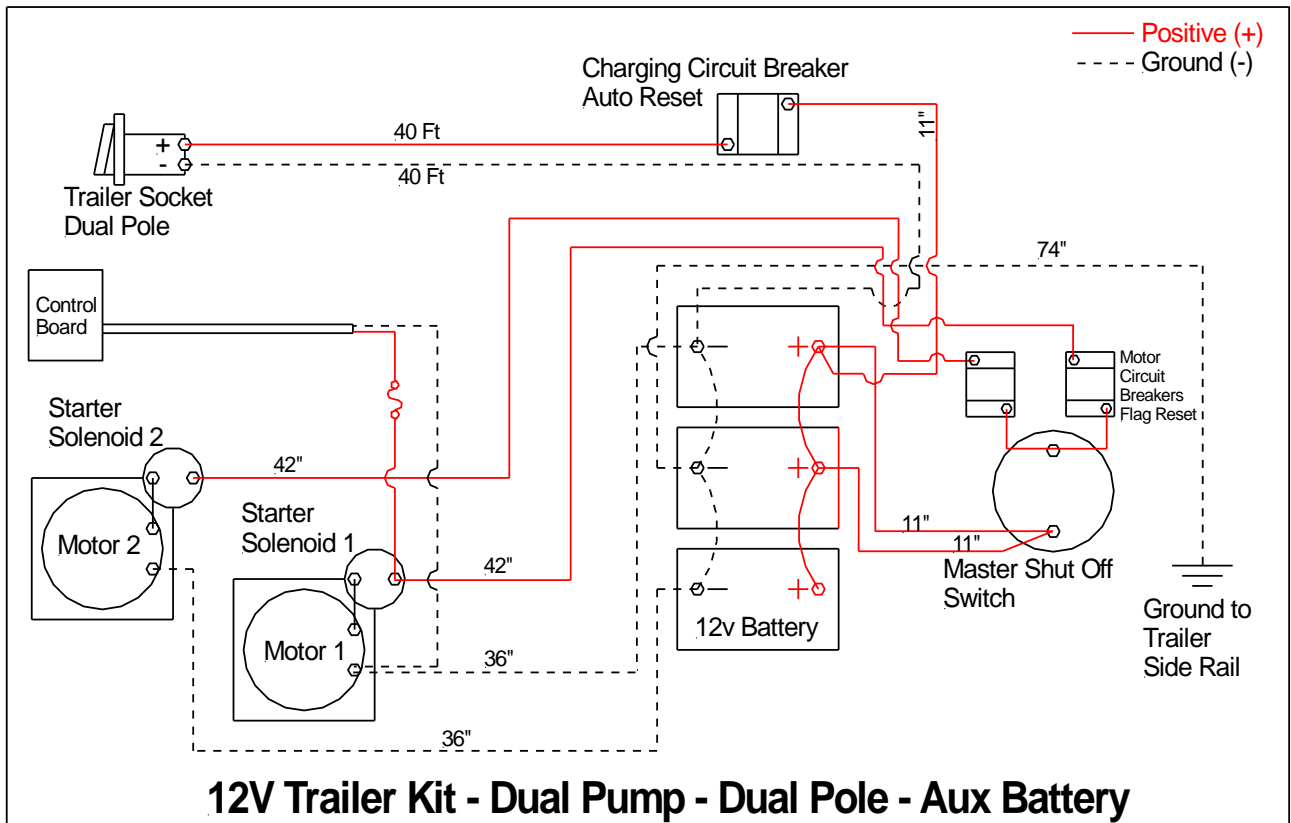 Positive (+)
Ground (-)
Charging Circuit Breaker
Auto Reset
40 Ft
11"
+
-
40 Ft
Trailer Socket
Dual Pole
74"
Control
Board
Motor
Circuit
Breakers
Flag Reset
Starter
Solenoid 2
42"
Motor 2
Starter
Solenoid 1
42"
Motor 1
36"
36"
+
+
+
12v Battery
11"
11"
Master Shut Off
Switch
Ground to
Trailer
Side Rail
12V Trailer Kit - Dual Pump - Dual Pole - Aux Battery